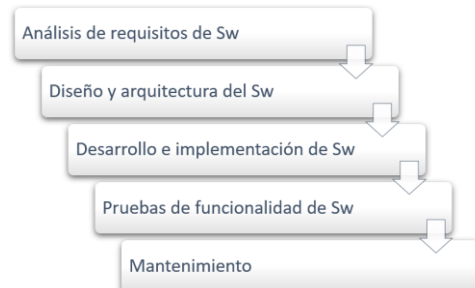 Análisis de requisitos de Sw
Diseño y arquitectura del Sw
Desarrollo e implementación de Sw
Pruebas de funcionalidad de Sw
Mantenimiento